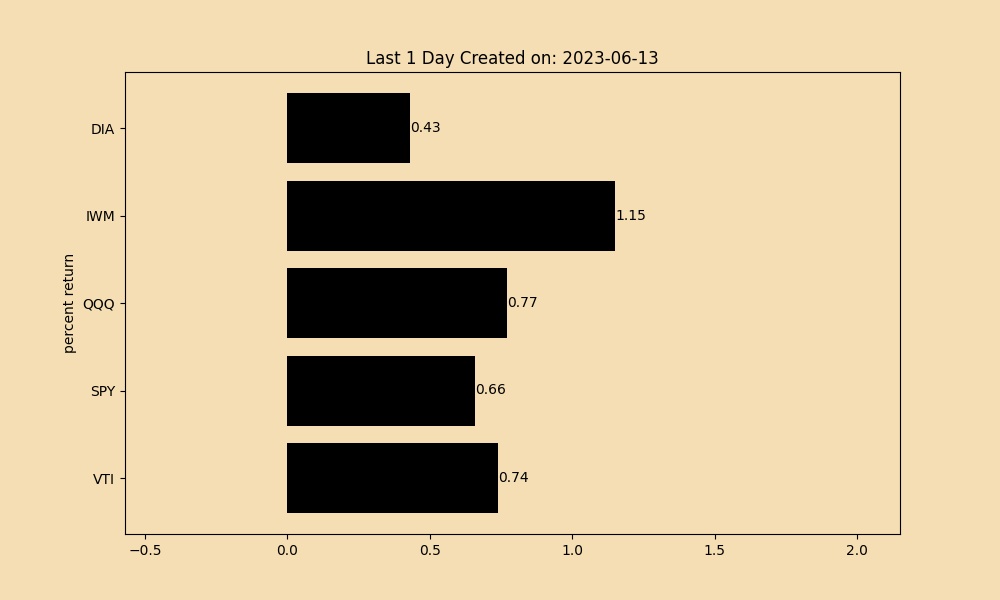 Last 1 Day Created on: 2023-06-13
percent return
DIA
0.43
IWM
1.15
QQQ
0.77
SPY
0.66
VTI
0.74
−0.5 0.0 0.5 1.0 1.5 2.0